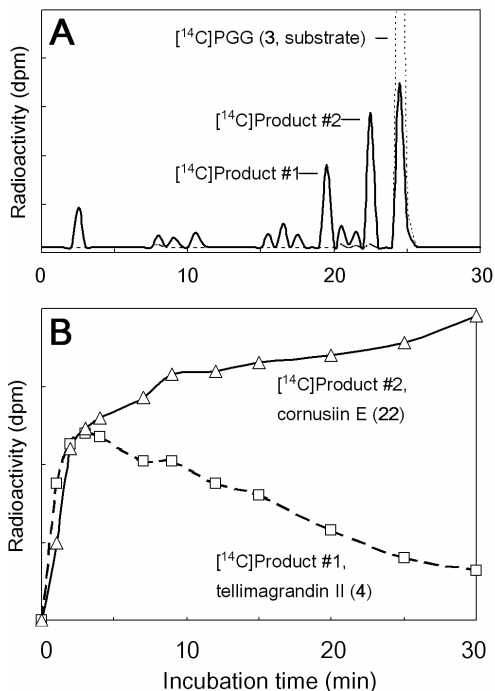 A
[¹⁴C]PGG (3, substrate)
[¹⁴C]Product #2
[¹⁴C]Product #1
Radioactivity (dpm)
0 10 20 30
B
[¹⁴C]Product #2,
cornusiin E (22)
[¹⁴C]Product #1,
tellimagrandin II (4)
Radioactivity (dpm)
0 10 20 30
Incubation time (min)